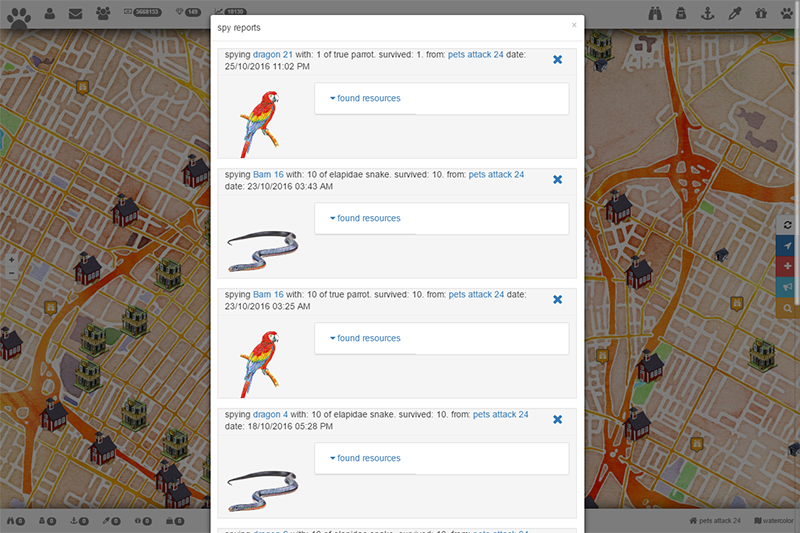 3668153
149
18130
spy reports
×
spying dragon 21 with: 1 of true parrot. survived: 1. from: pets attack 24 date:
25/10/2016 11:02 PM
found resources
spying Bam 16 with: 10 of elapidae snake. survived: 10. from: pets attack 24
date: 23/10/2016 03:43 AM
found resources
spying Bam 16 with: 10 of true parrot. survived: 10. from: pets attack 24 date:
23/10/2016 03:25 AM
found resources
spying dragon 4 with: 10 of elapidae snake. survived: 10. from: pets attack 24
date: 18/10/2016 05:28 PM
found resources
+
−
0 0 0 0 0 0
pets attack 24 watercolor